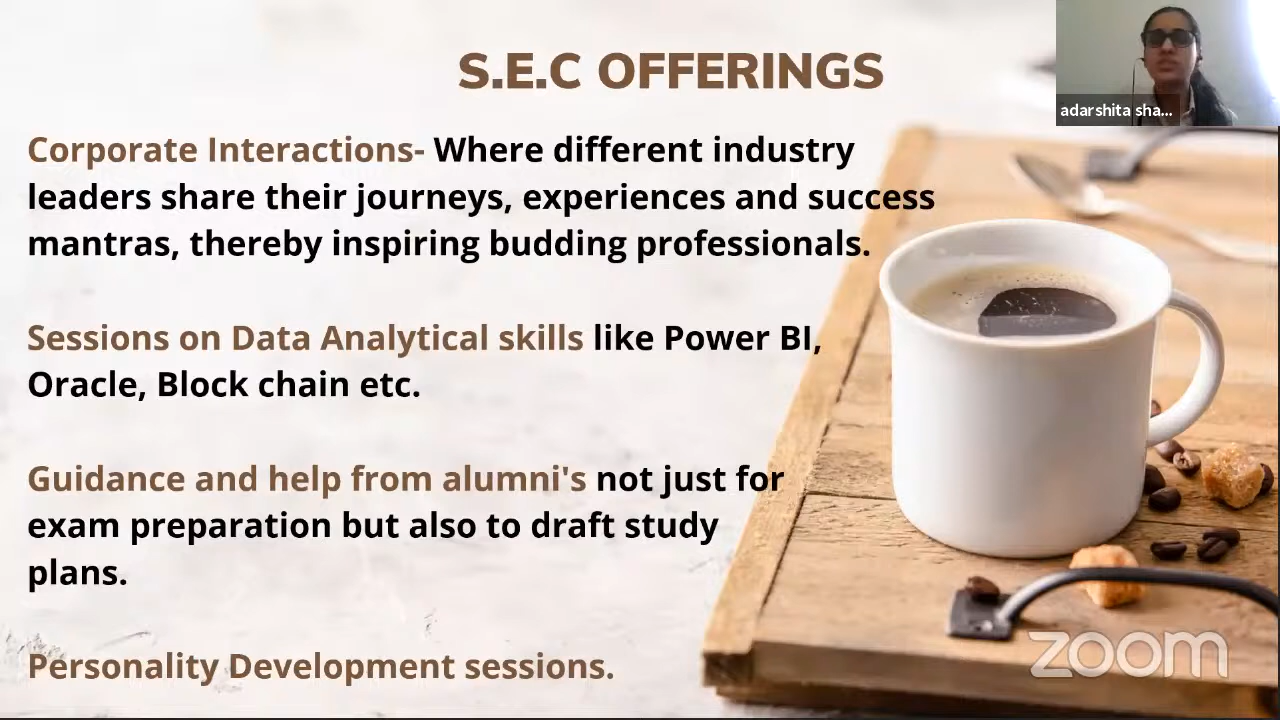 S.E.C OFFERINGS
adarshita sha...
Corporate Interactions- Where different industry
leaders share their journeys, experiences and success
mantras, thereby inspiring budding professionals.
Sessions on Data Analytical skills like Power BI,
Oracle, Block chain etc.
Guidance and help from alumni's not just for
exam preparation but also to draft study
plans.
Personality Development sessions.
zoom